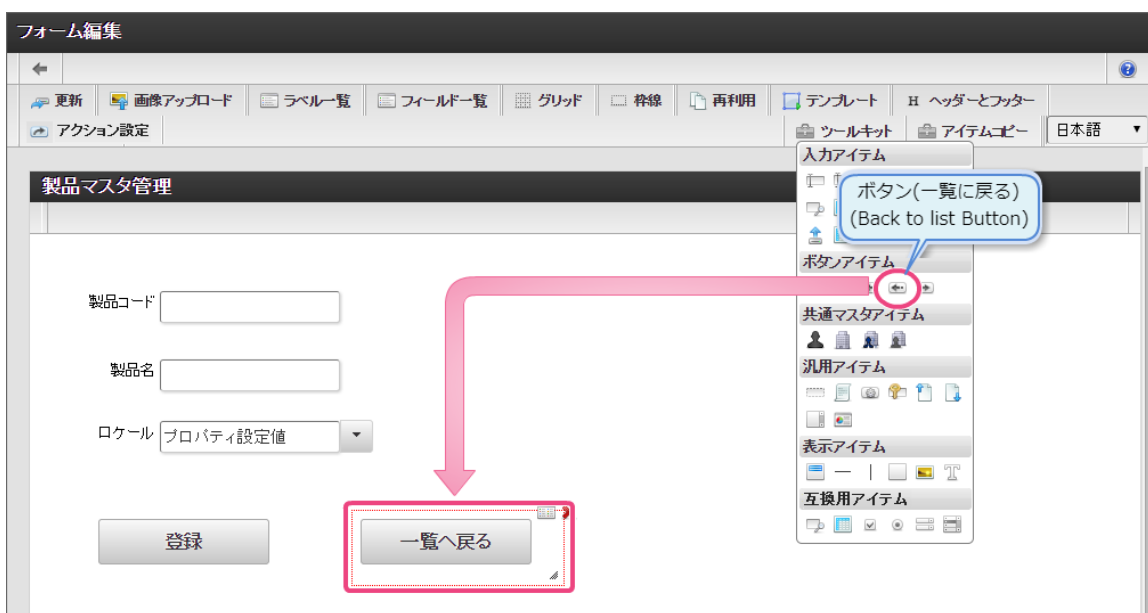 フォーム編集
更新 画像アップロード ラベル一覧 フィールド一覧 グリッド 枠線 再利用 テンプレート H ヘッダーとフッター
アクション設定 ツールキット アイテムコピー 日本語
入力アイテム
製品マスタ管理
ボタン(一覧に戻る)
(Back to list Button)
ボタンアイテム
製品コード
共通マスタアイテム
製品名
汎用アイテム
ロケール プロパティ設定値
表示アイテム
互換用アイテム
登録 一覧へ戻る